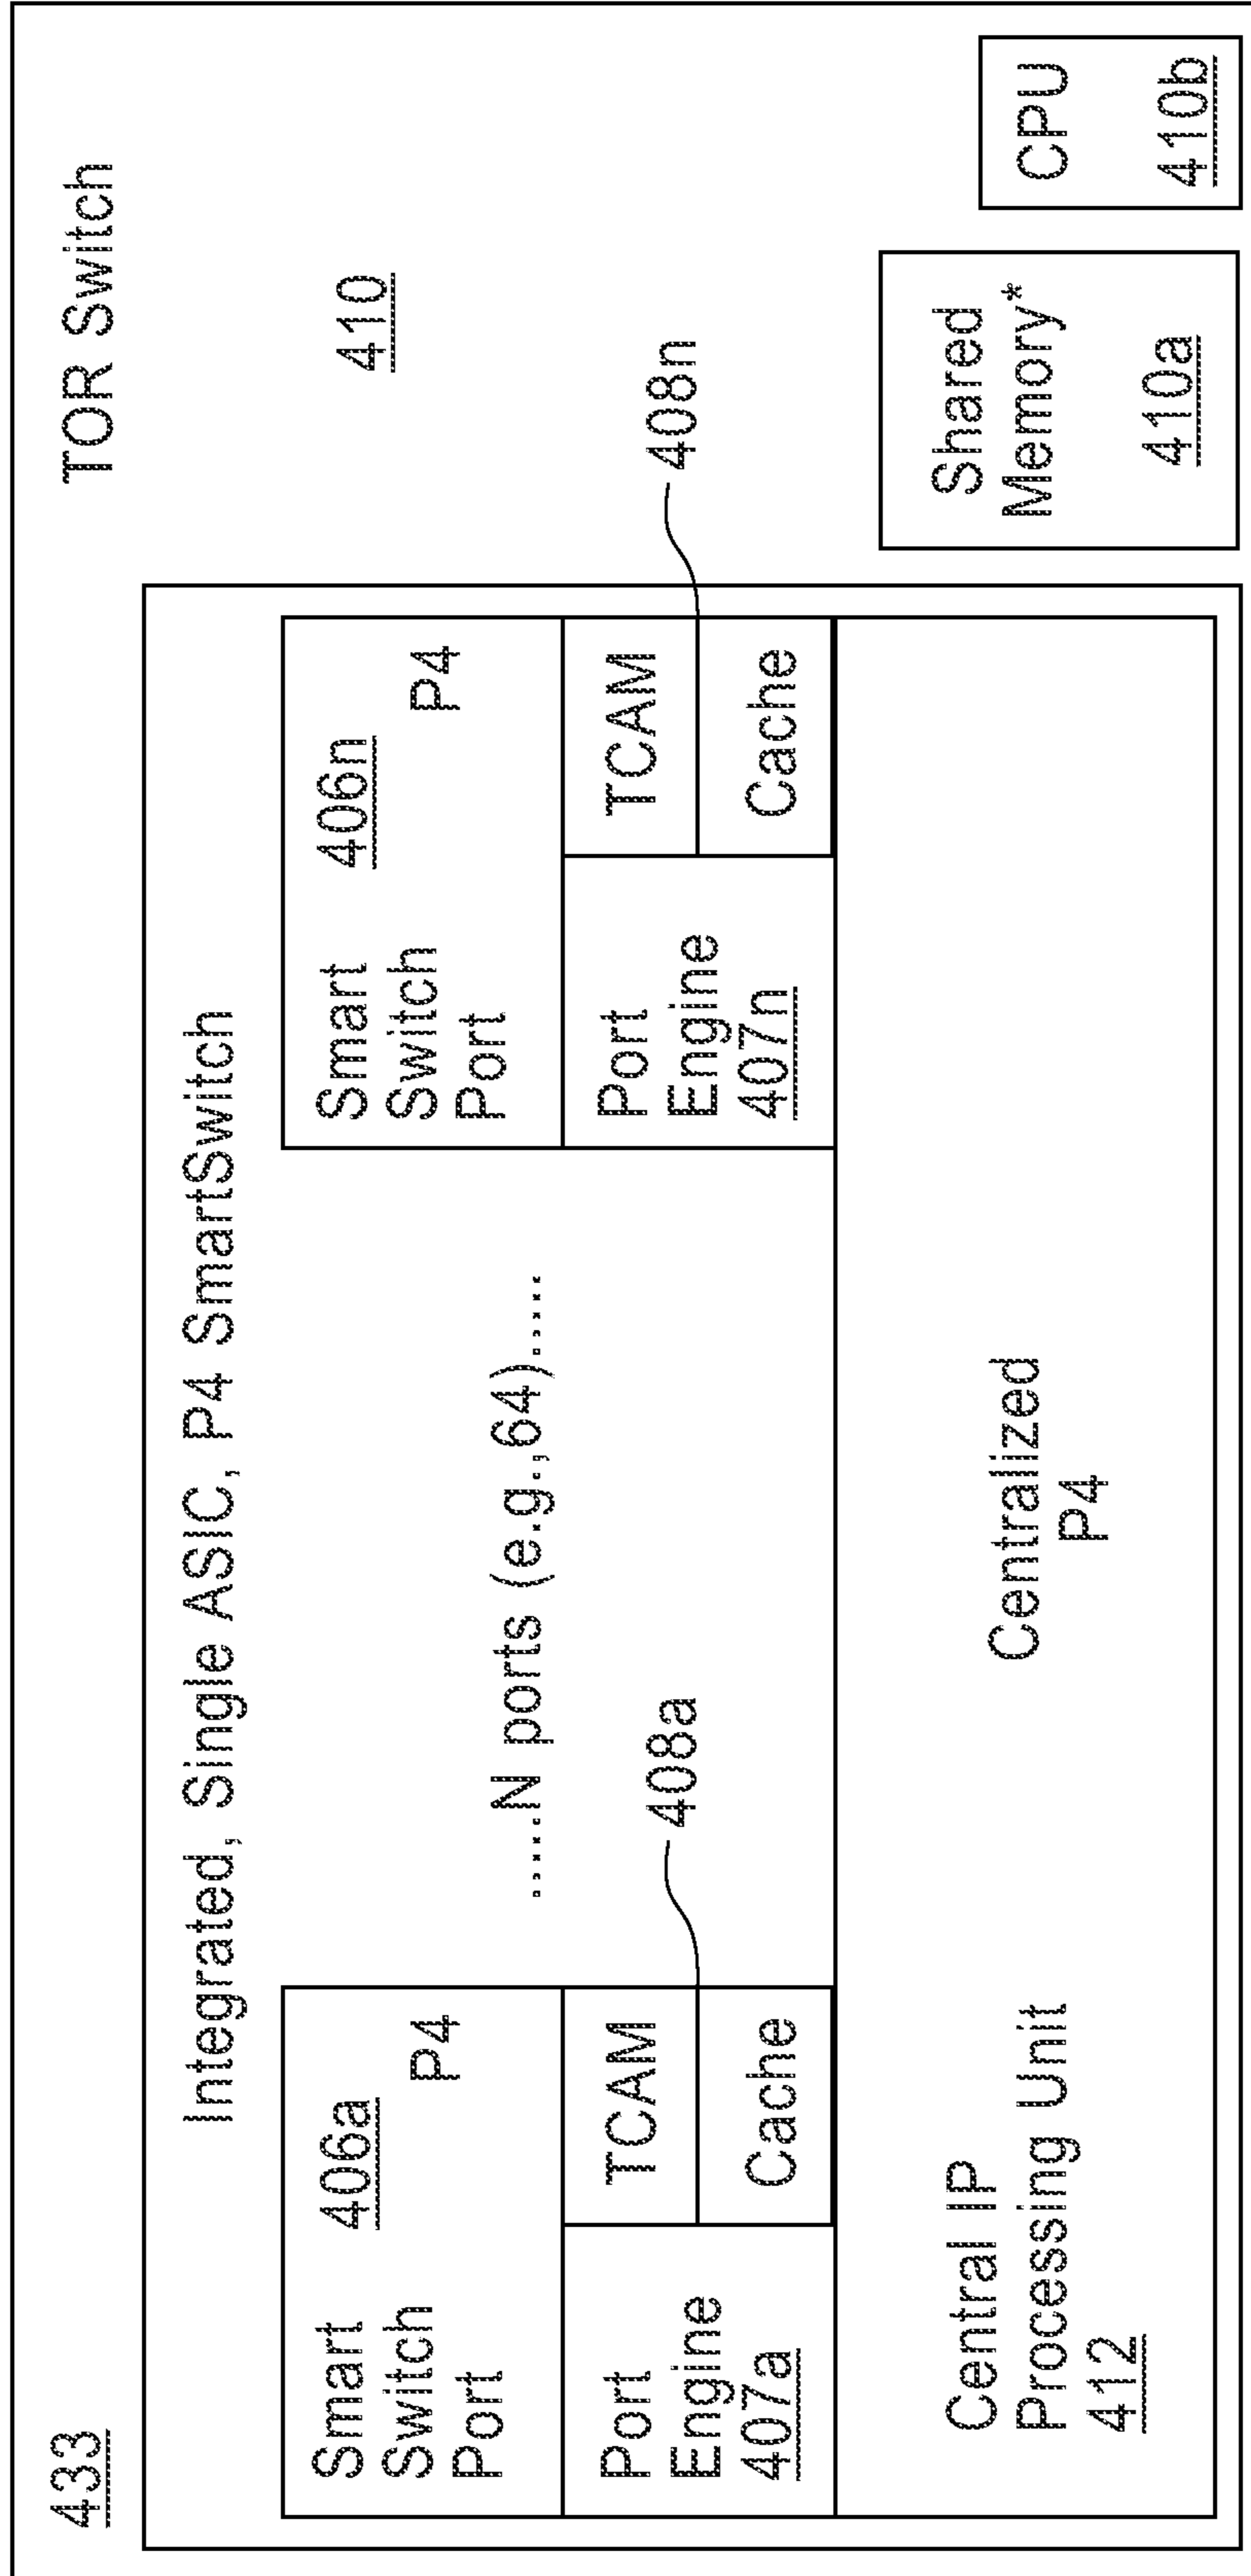 433
TOR Switch
Integrated, Single ASIC, P4 SmartSwitch
410
Smart
Switch
Port
406a
P4
Port
Engine
407a
TCAM
Cache
408a
.....N ports (e.g.,64).....
Smart
Switch
Port
406n
P4
Port
Engine
407n
TCAM
Cache
408n
Central IP
Processing Unit
412
Centralized
P4
Shared
Memory*
410a
CPU
410b